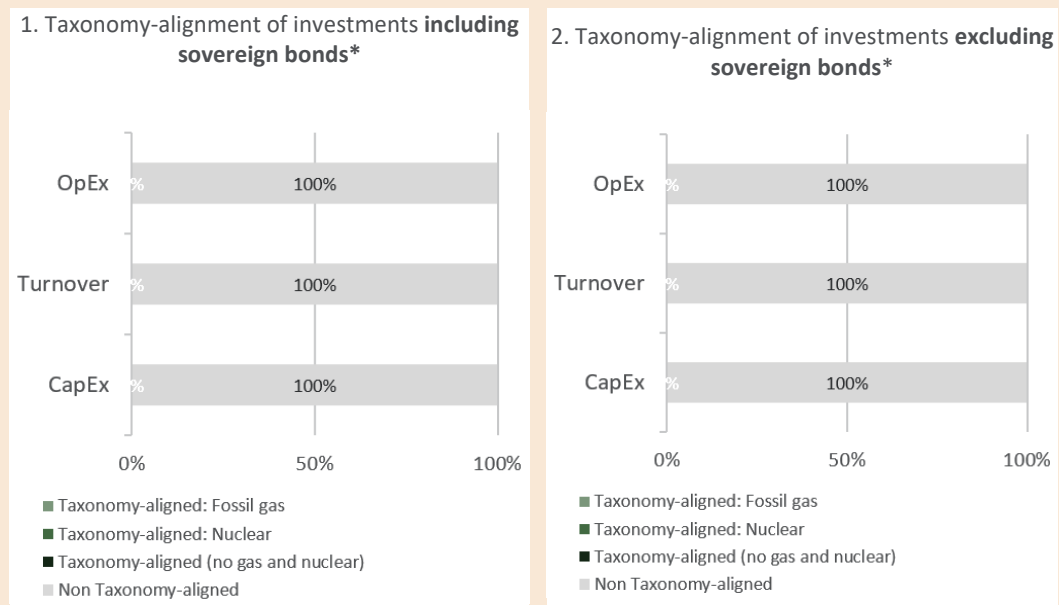 1. Taxonomy-alignment of investments including
sovereign bonds*
OpEx
%
100%
Turnover
%
100%
CapEx
%
100%
0%
50%
100%
Taxonomy-aligned: Fossil gas
Taxonomy-aligned: Nuclear
Taxonomy-aligned (no gas and nuclear)
Non Taxonomy-aligned
2. Taxonomy-alignment of investments excluding
sovereign bonds*
OpEx
%
100%
Turnover
%
100%
CapEx
%
100%
0%
50%
100%
Taxonomy-aligned: Fossil gas
Taxonomy-aligned: Nuclear
Taxonomy-aligned (no gas and nuclear)
Non Taxonomy-aligned